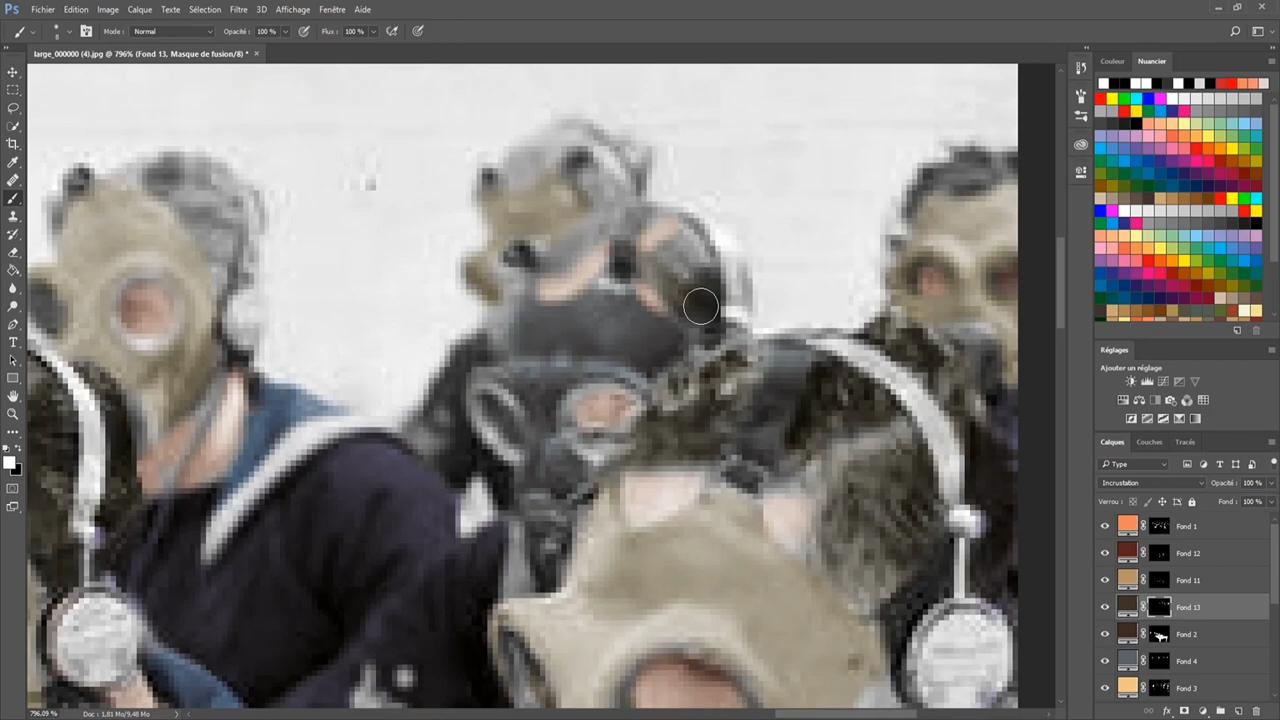 Ps Fichier Edition Image Calque Texte Sélection Filtre 3D Affichage Fenêtre Aide
8 Mode : Normal Opacité : 100 % Flux : 100 %
large_000000 (4).jpg @ 796% (Fond 13, Masque de fusion/8) * ×
Couleur Nuancier
Réglages
Ajouter un réglage
Calques Couches Tracés
Type
Incrustation Opacité : 100 %
Verrou : Fond : 100 %
Fond 1
Fond 12
Fond 11
Fond 13
Fond 2
Fond 4
Fond 3
796,09 % Doc : 1,81 Mo/9,48 Mo